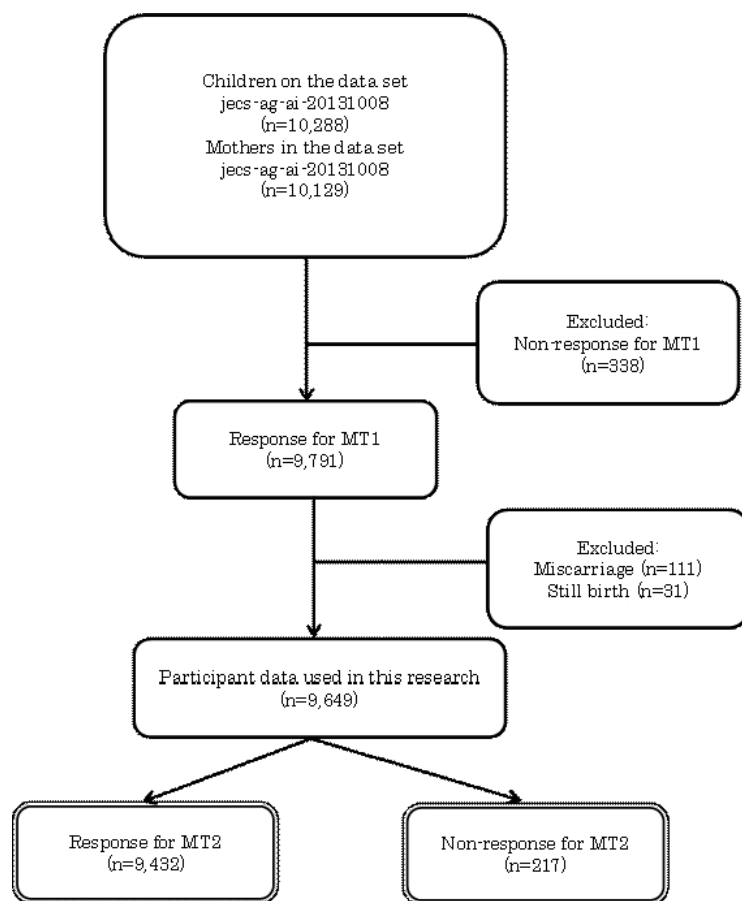 Children on the data set
jecs-ag-ai-20131008
(n=10,288)
Mothers in the data set
jecs-ag-ai-20131008
(n=10,129)
Excluded:
Non-response for MT1
(n=338)
Response for MT1
(n=9,791)
Excluded:
Miscarriage (n=111)
Still birth (n=31)
Participant data used in this research
(n=9,649)
Response for MT2
(n=9,432)
Non-response for MT2
(n=217)